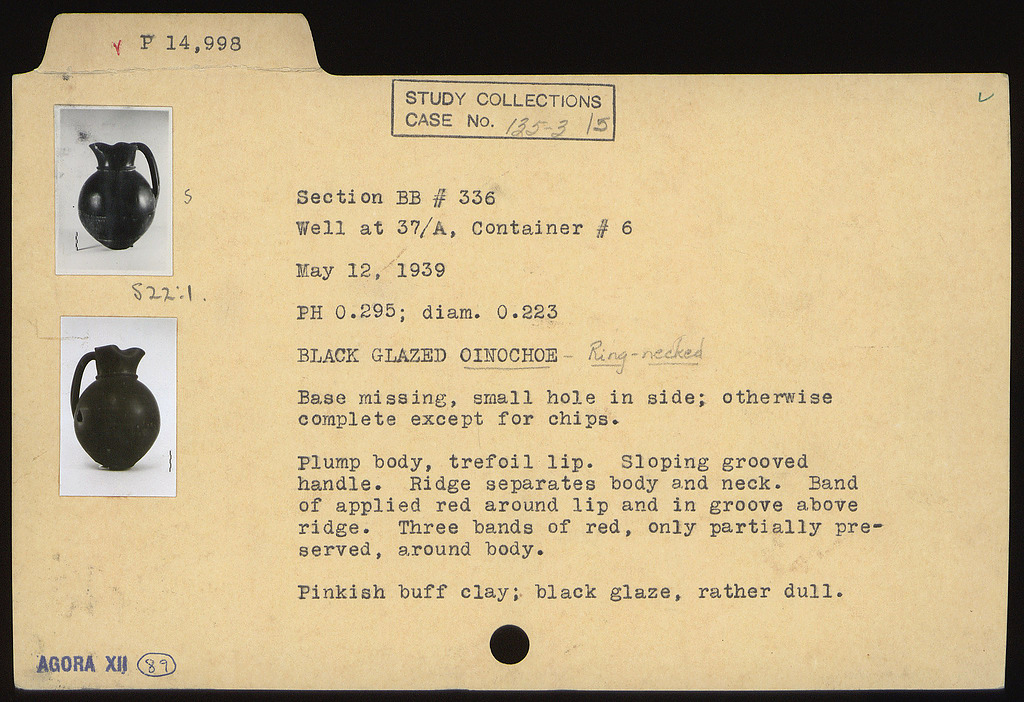 P 14,998
STUDY COLLECTIONS
CASE No. 135-3 15
S
Section BB # 336
Well at 37/A, Container # 6
May 12, 1939
S22:1.
PH 0.295; diam. 0.223
BLACK GLAZED OINOCHOE - Ring-necked
Base missing, small hole in side; otherwise
complete except for chips.
Plump body, trefoil lip.  Sloping grooved
handle.  Ridge separates body and neck.  Band
of applied red around lip and in groove above
ridge.  Three bands of red, only partially pre-
served, around body.
Pinkish buff clay; black glaze, rather dull.
AGORA XII 89